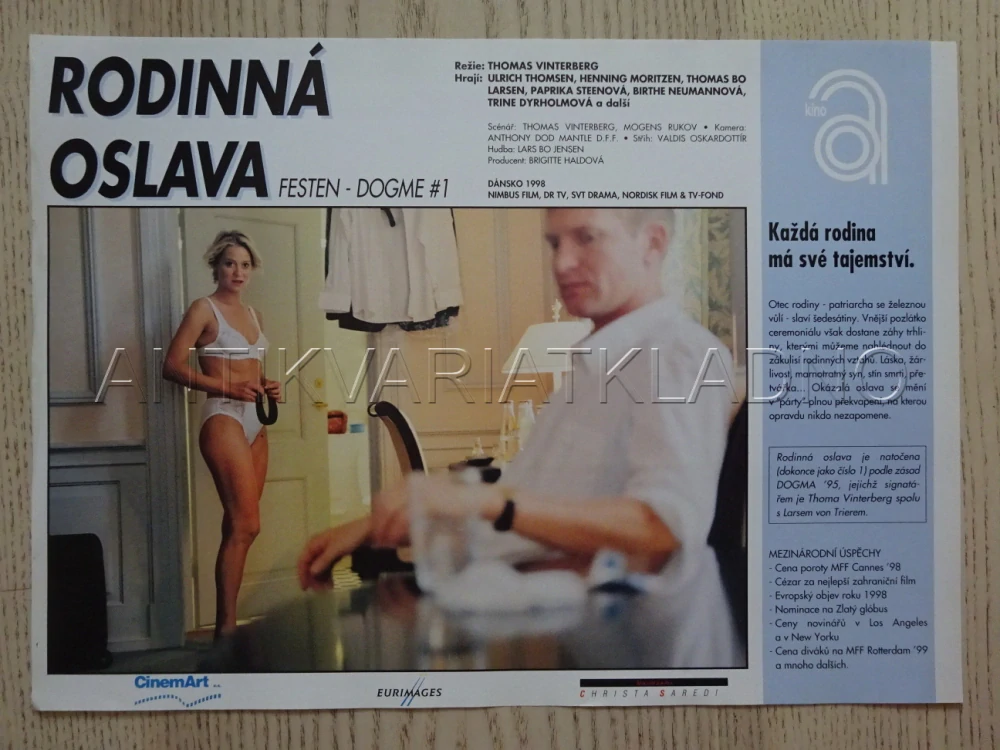 RODINNÁ
OSLAVA FESTEN - DOGME #1
Režie: THOMAS VINTERBERG
Hrají: ULRICH THOMSEN, HENNING MORITZEN, THOMAS BO
LARSEN, PAPRIKA STEENOVÁ, BIRTHE NEUMANNOVÁ,
TRINE DYRHOLMOVÁ a další
Scénář: THOMAS VINTERBERG, MOGENS RUKOV • Kamera:
ANTHONY DOD MANTLE D.F.F. • Střih: VALDIS OSKARDOTTÍR
Hudba: LARS BO JENSEN
Producent: BRIGITTE HALDOVÁ
DÁNSKO 1998
NIMBUS FILM, DR TV, SVT DRAMA, NORDISK FILM & TV-FOND
kino
Každá rodina
má své tajemství.
Otec rodiny - patriarcha se železnou
vůlí - slaví šedesátiny. Vnější pozlátko
ceremoniálu však dostane záhy trhli-
ny, kterými můžeme nahlédnout do
zákulisí rodinných vztahů. Láska, žár-
livost, marnotratný syn, stín smrti, pře-
tvářka... Okázalá oslava se mění
v "párty" plnou překvapení, na kterou
opravdu nikdo nezapomene.
ANTIKVARIATKLADNO
Rodinná oslava je natočena
(dokonce jako číslo 1) podle zásad
DOGMA '95, jejichž signatá-
řem je Thoma Vinterberg spolu
s Larsem von Trierem.
MEZINÁRODNÍ ÚSPĚCHY
- Cena poroty MFF Cannes '98
- Cézar za nejlepší zahraniční film
- Evropský objev roku 1998
- Nominace na Zlatý glóbus
- Ceny novinářů v Los Angeles
a v New Yorku
- Cena diváků na MFF Rotterdam '99
a mnoho dalších.
CinemArt
EURIMAGES
CHRISTA SAREDI